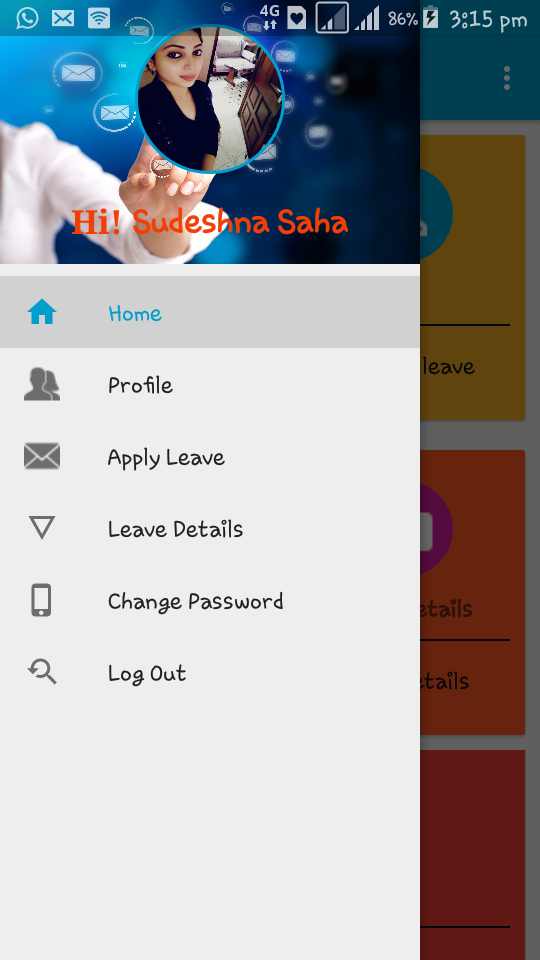 4G 86% 3:15 pm
Hi! Sudeshna Saha
Home
Profile
Apply Leave
Leave Details
Change Password
Log Out
leave
etails
etails